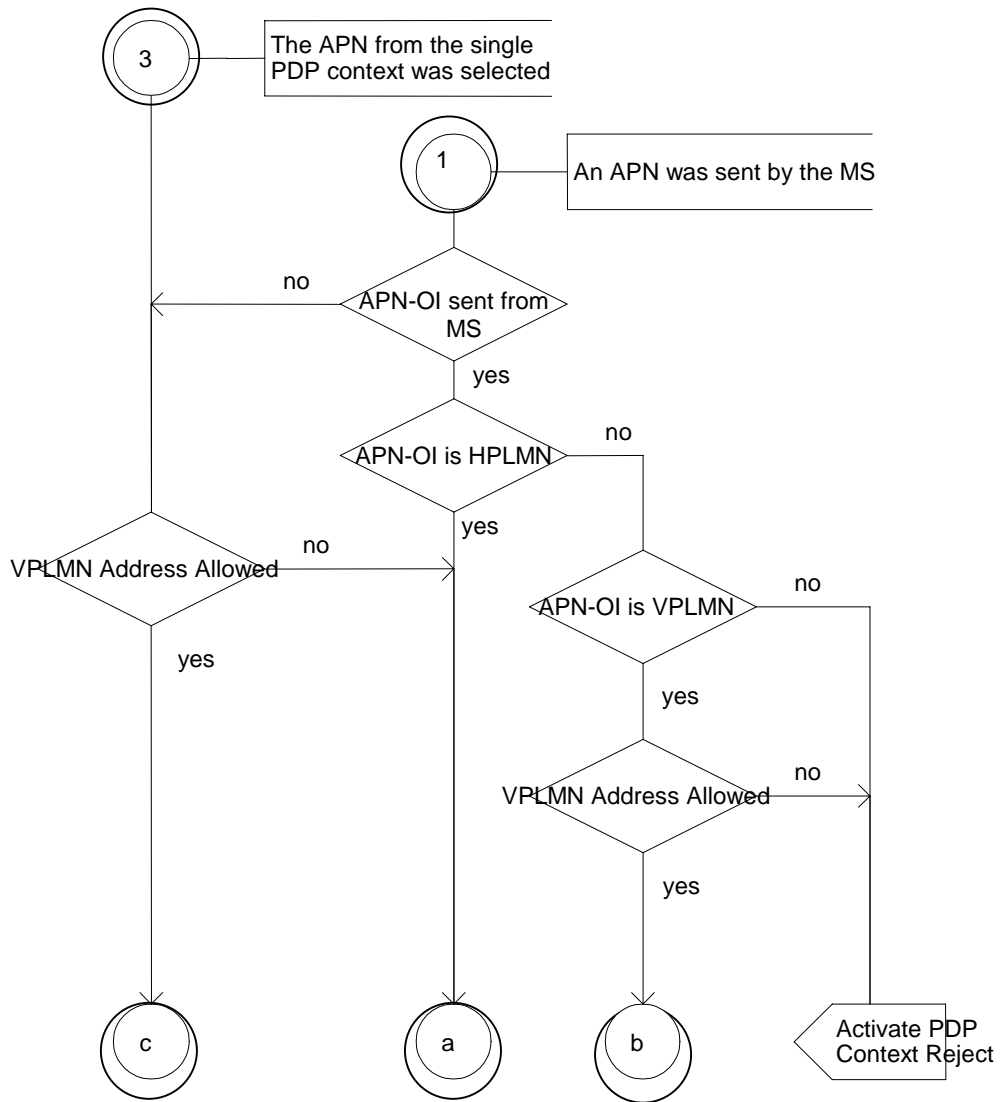 3
The APN from the single
PDP context was selected
1
An APN was sent by the MS
no
APN-OI sent from
MS
yes
no
APN-OI is HPLMN
yes
no
VPLMN Address Allowed
no
APN-OI is VPLMN
yes
yes
no
VPLMN Address Allowed
yes
c
a
b
Activate PDP
Context Reject